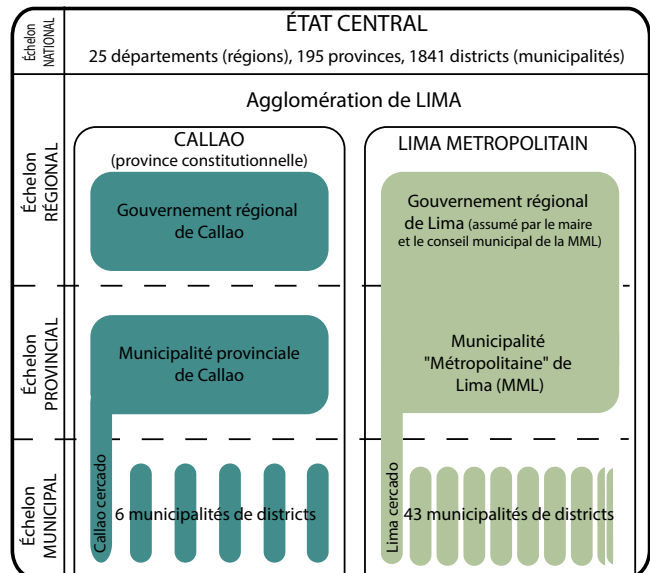 Échelon
NATIONAL
ÉTAT CENTRAL
25 départements (régions), 195 provinces, 1841 districts (municipalités)
Échelon
RÉGIONAL
Agglomération de LIMA
CALLAO
(province constitutionnelle)
Gouvernement régional
de Callao
LIMA METROPOLITAIN
Gouvernement régional
de Lima (assumé par le maire
et le conseil municipal de la MML)
Échelon
PROVINCIAL
Municipalité provinciale
de Callao
Municipalité
"Métropolitaine" de
Lima (MML)
Échelon
MUNICIPAL
Callao cercado
6 municipalités de districts
Lima cercado
43 municipalités de districts